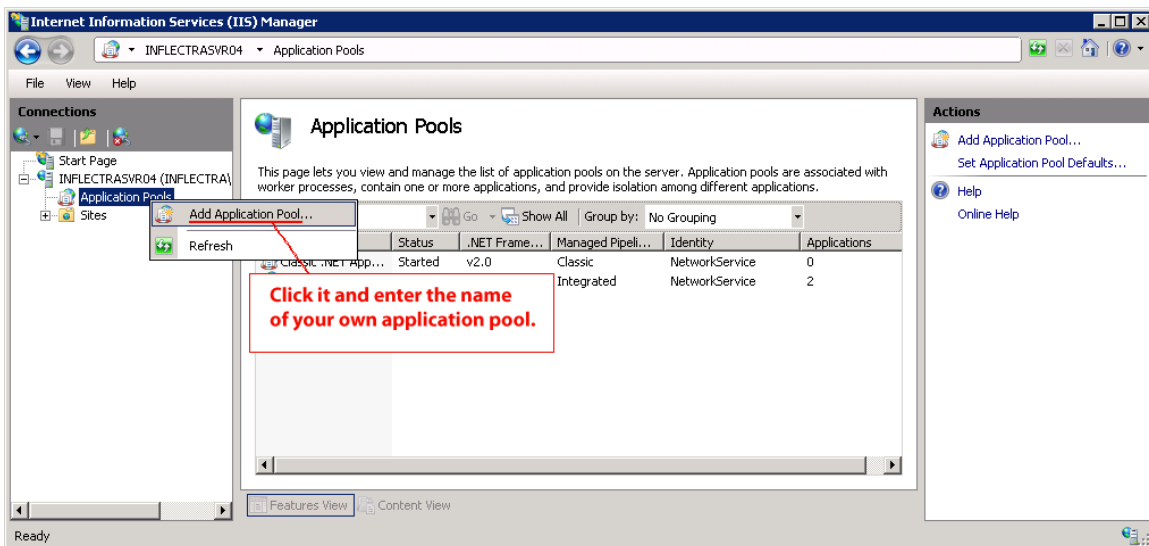 Internet Information Services (IIS) Manager
INFLECTRASVR04 Application Pools
File View Help
Connections
Start Page
INFLECTRASVR04 (INFLECTRA\
Application Pools
Sites
Add Application Pool...
Refresh
Application Pools
This page lets you view and manage the list of application pools on the server. Application pools are associated with
worker processes, contain one or more applications, and provide isolation among different applications.
Go Show All Group by: No Grouping
Status .NET Frame... Managed Pipeli... Identity Applications
Classic .NET App... Started v2.0 Classic NetworkService 0
Integrated NetworkService 2
Click it and enter the name
of your own application pool.
Features View Content View
Actions
Add Application Pool...
Set Application Pool Defaults...
Help
Online Help
Ready